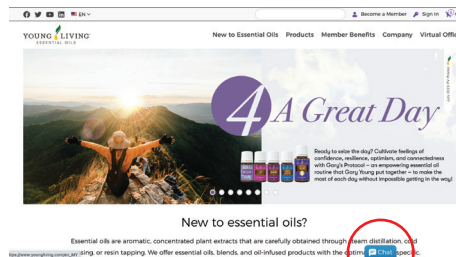 EN
Become a Member
Sign In
YOUNG LIVING
ESSENTIAL OILS
New to Essential Oils Products Member Benefits Company Virtual Offic
4 A Great Day
Ready to seize the day? Cultivate feelings of
confidence, resilience, optimism, and connectedness
with Gary's Protocol – an empowering essential oil
routine that Gary Young put together – to make the
most of each day without impossible getting in the way!
New to essential oils?
Essential oils are aromatic, concentrated plant extracts that are carefully obtained through steam distillation, cold
sing, or resin tapping. We offer essential oils, blends, and oil-infused products with the
specific,
Chat